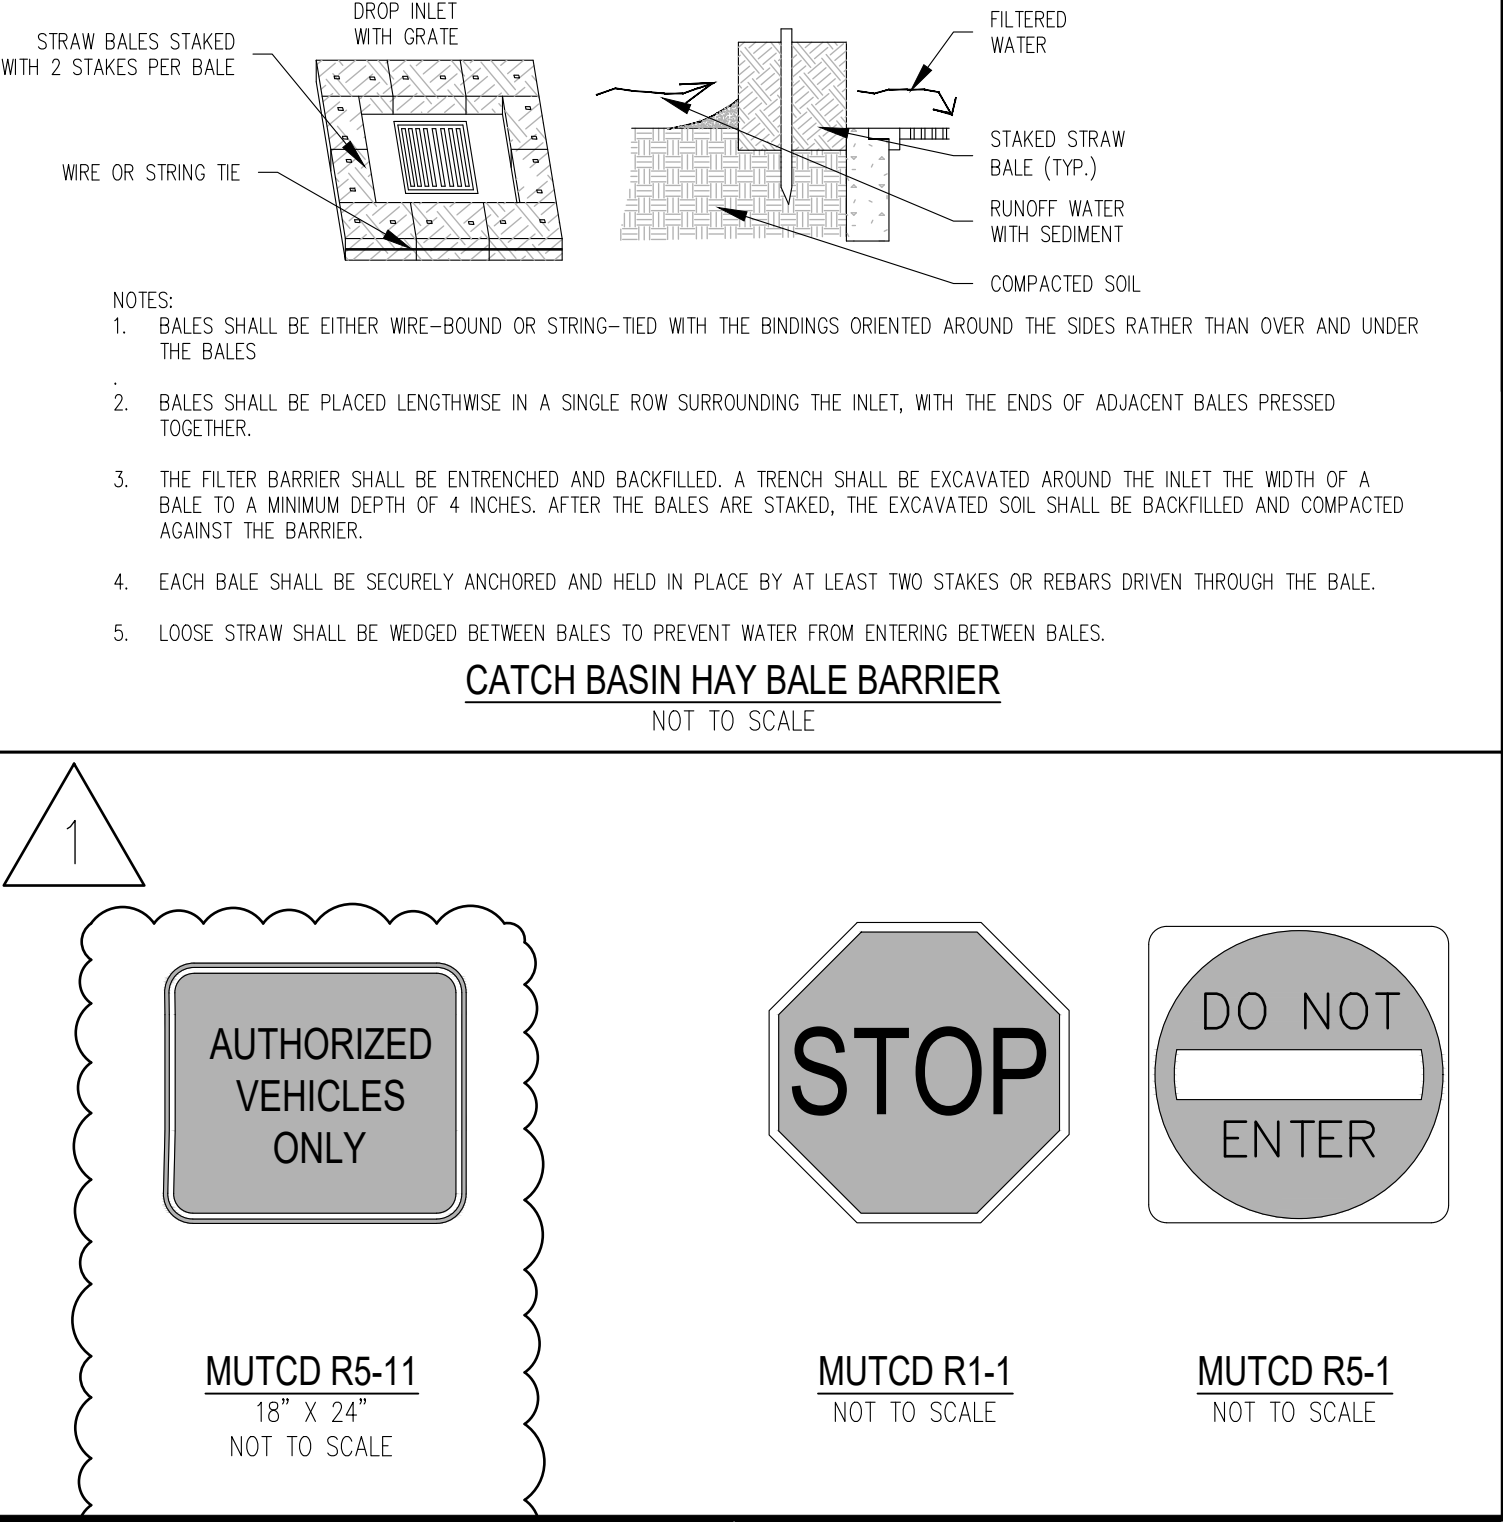 DROP INLET
WITH GRATE
STRAW BALES STAKED
WITH 2 STAKES PER BALE
WIRE OR STRING TIE
FILTERED
WATER
STAKED STRAW
BALE (TYP.)
RUNOFF WATER
WITH SEDIMENT
COMPACTED SOIL
NOTES:
1. BALES SHALL BE EITHER WIRE-BOUND OR STRING-TIED WITH THE BINDINGS ORIENTED AROUND THE SIDES RATHER THAN OVER AND UNDER
THE BALES
.
2. BALES SHALL BE PLACED LENGTHWISE IN A SINGLE ROW SURROUNDING THE INLET, WITH THE ENDS OF ADJACENT BALES PRESSED
TOGETHER.
3. THE FILTER BARRIER SHALL BE ENTRENCHED AND BACKFILLED. A TRENCH SHALL BE EXCAVATED AROUND THE INLET THE WIDTH OF A
BALE TO A MINIMUM DEPTH OF 4 INCHES. AFTER THE BALES ARE STAKED, THE EXCAVATED SOIL SHALL BE BACKFILLED AND COMPACTED
AGAINST THE BARRIER.
4. EACH BALE SHALL BE SECURELY ANCHORED AND HELD IN PLACE BY AT LEAST TWO STAKES OR REBARS DRIVEN THROUGH THE BALE.
5. LOOSE STRAW SHALL BE WEDGED BETWEEN BALES TO PREVENT WATER FROM ENTERING BETWEEN BALES.
CATCH BASIN HAY BALE BARRIER
NOT TO SCALE
1
AUTHORIZED
VEHICLES
ONLY
MUTCD R5-11
18" X 24"
NOT TO SCALE
STOP
MUTCD R1-1
NOT TO SCALE
DO NOT
ENTER
MUTCD R5-1
NOT TO SCALE